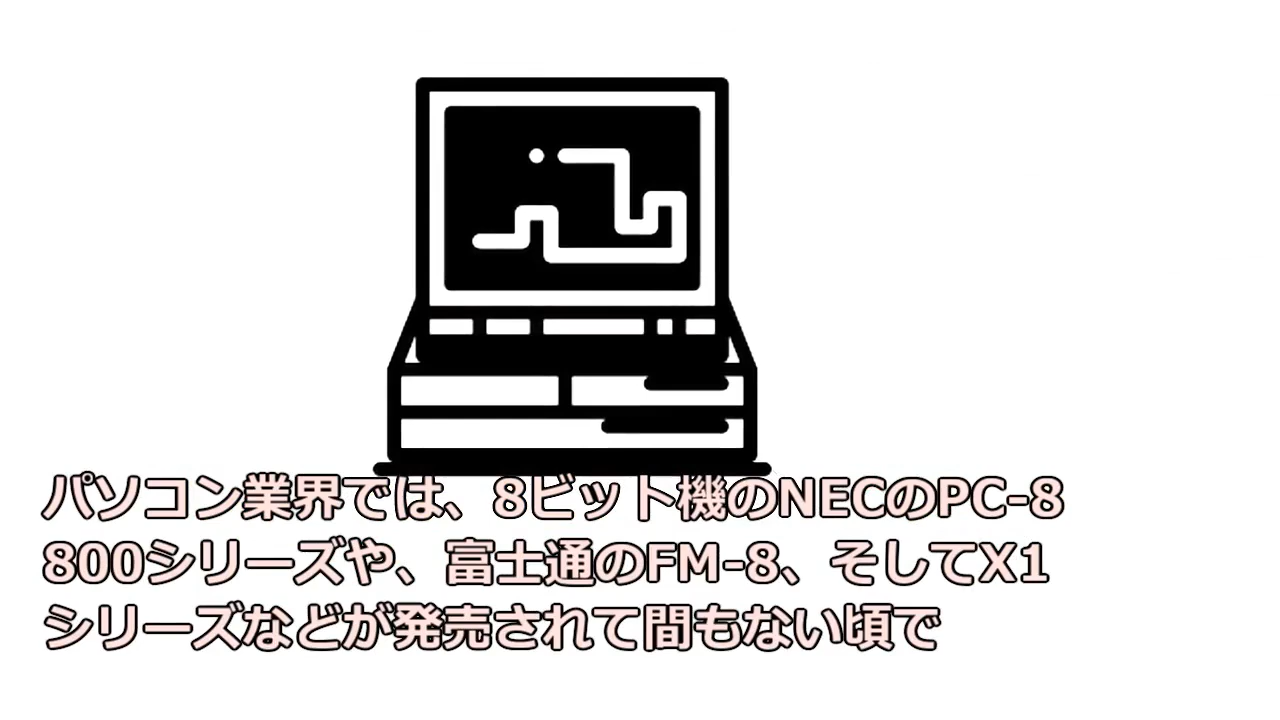 パソコン業界では、8ビット機のNECのPC-8
800シリーズや、富士通のFM-8、そしてX1
シリーズなどが発売されて間もない頃で